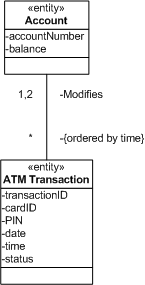 «entity»
Account
-accountNumber
-balance
1,2 -Modifies
* -{ordered by time}
«entity»
ATM Transaction
-transactionID
-cardID
-PIN
-date
-time
-status